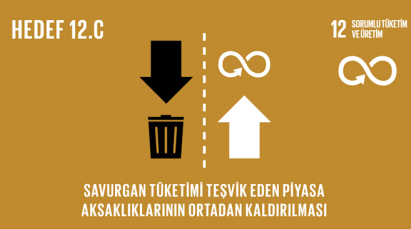 HEDEF 12.C
12 SORUMLU TÜKETİM
VE ÜRETİM
SAVURGAN TÜKETİMİ TEŞVİK EDEN PİYASA
AKSAKLIKLARININ ORTADAN KALDIRILMASI